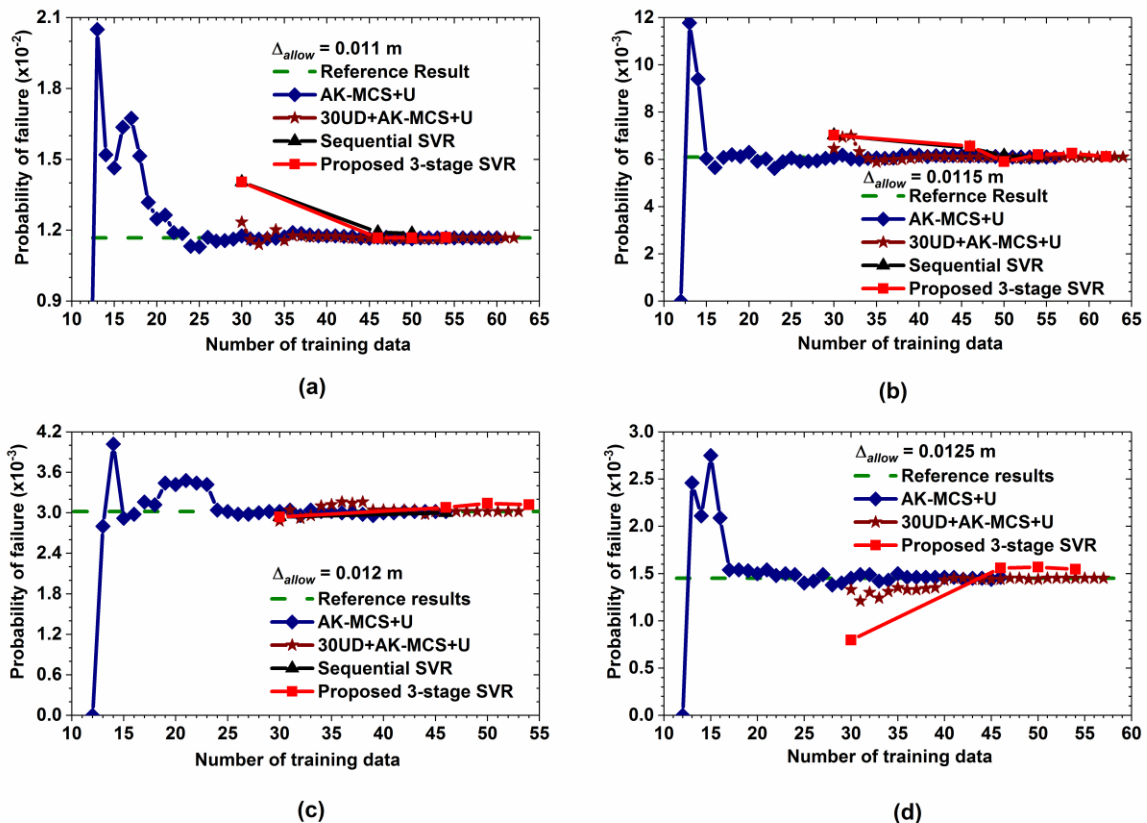 (a)
2.1
1.8
1.5
1.2
0.9
Probability of failure (x10⁻²)
Δallow = 0.011 m
Reference Result
AK-MCS+U
30UD+AK-MCS+U
Sequential SVR
Proposed 3-stage SVR
10 15 20 25 30 35 40 45 50 55 60 65
Number of training data
(a)
(b)
12
10
8
6
4
2
0
Probability of failure (x10⁻³)
Δallow = 0.0115 m
Refernce Result
AK-MCS+U
30UD+AK-MCS+U
Sequential SVR
Proposed 3-stage SVR
10 15 20 25 30 35 40 45 50 55 60 65
Number of training data
(b)
4.2
3.6
3.0
2.4
1.8
1.2
0.6
0.0
Probability of failure (x10⁻³)
Δallow = 0.012 m
Reference results
AK-MCS+U
30UD+AK-MCS+U
Sequential SVR
Proposed 3-stage SVR
10 15 20 25 30 35 40 45 50 55
Number of training data
(c)
3.0
2.5
2.0
1.5
1.0
0.5
0.0
Probability of failure (x10⁻³)
Δallow = 0.0125 m
Reference results
AK-MCS+U
30UD+AK-MCS+U
Proposed 3-stage SVR
10 15 20 25 30 35 40 45 50 55 60
Number of training data
(d)